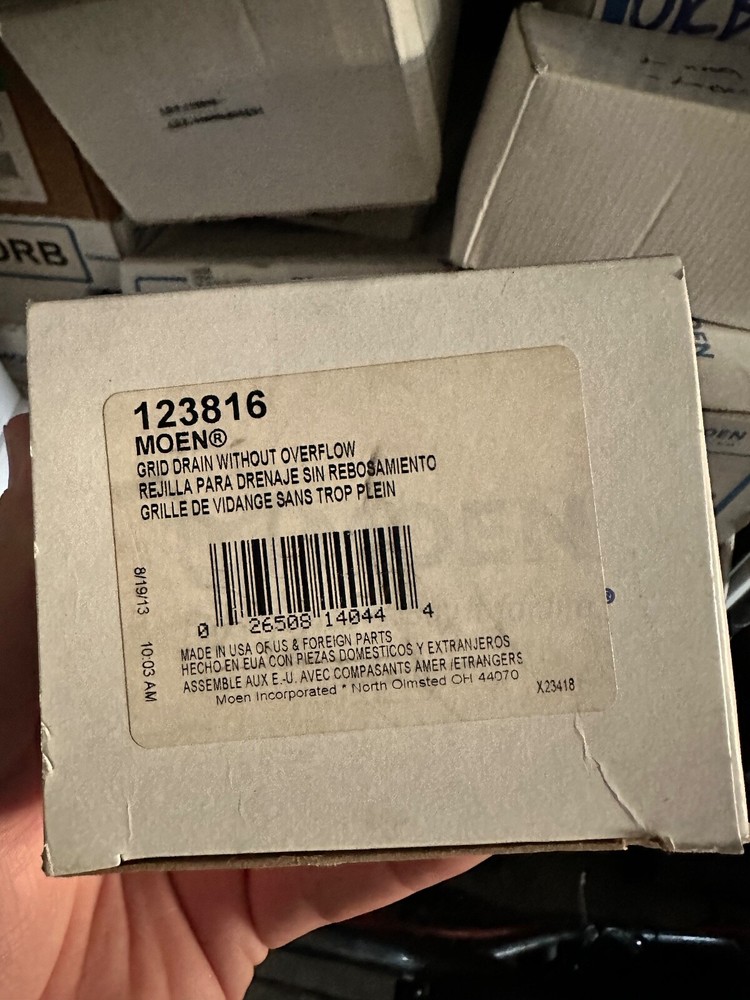 ORB
123816
MOEN®
GRID DRAIN WITHOUT OVERFLOW
REJILLA PARA DRENAJE SIN REBOSAMIENTO
GRILLE DE VIDANGE SANS TROP PLEIN
8/19/13 10:03 AM
0 26508 14044 4
MADE IN USA OF US & FOREIGN PARTS
HECHO EN EUA CON PIEZAS DOMESTICOS Y EXTRANJEROS
ASSEMBLE AUX E.-U. AVEC COMPASANTS AMER /ETRANGERS
Moen Incorporated * North Olmsted OH 44070
X23418